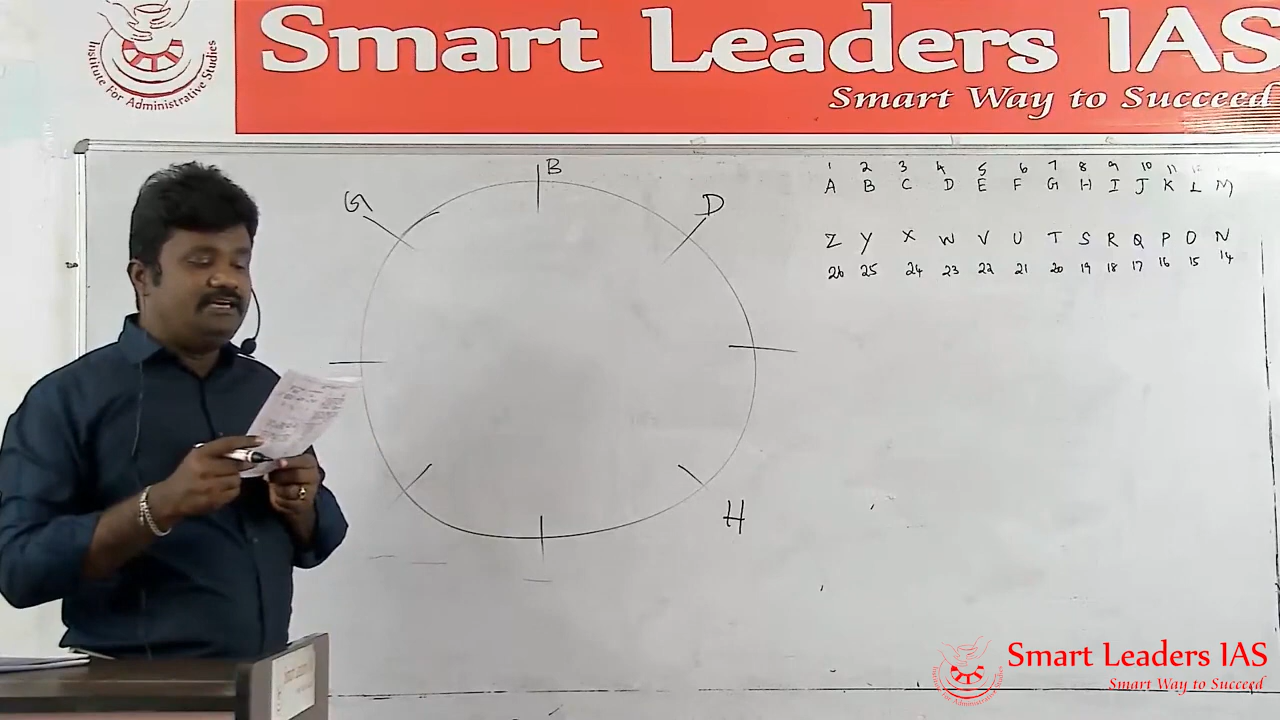 Smart Leaders IAS
Smart Way to Succeed
Institute For Administrative Studies
B
G
D
H
1 2 3 4 5 6 7 8 9 10 11
A B C D E F G H I J K L M
Z Y X W V U T S R Q P O N
26 25 24 23 22 21 20 19 18 17 16 15 14
Smart Leaders IAS
Smart Way to Succeed